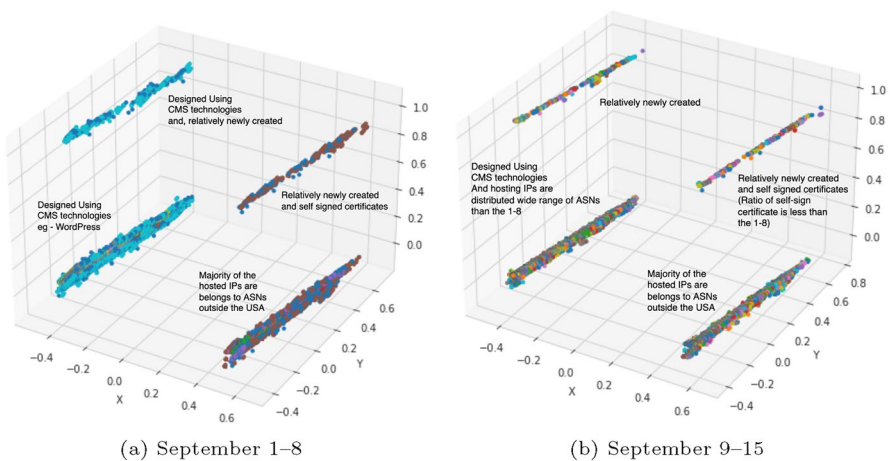 Designed Using
CMS technologies
and, relatively newly created
Designed Using
CMS technologies
eg - WordPress
Relatively newly created
and self signed certificates
Majority of the
hosted IPs are
belongs to ASNs
outside the USA
1.0
0.8
0.6
0.4
0.2
0.0
0.6
0.4
0.2
0.0
−0.2
−0.4
Y
−0.4
−0.2
0.0
0.2
0.4
0.6
X
(a) September 1–8
Relatively newly created
Designed Using
CMS technologies
And hosting IPs are
distributed wide range of ASNs
than the 1-8
Relatively newly created
and self signed certificates
(Ratio of self-sign
certificate is less than
the 1-8)
Majority of the
hosted IPs are
belongs to ASNs
outside the USA
1.0
0.8
0.6
0.4
0.2
0.0
0.8
0.6
0.4
0.2
0.0
−0.2
−0.4
Y
−0.4
−0.2
0.0
0.2
0.4
0.6
X
(b) September 9–15